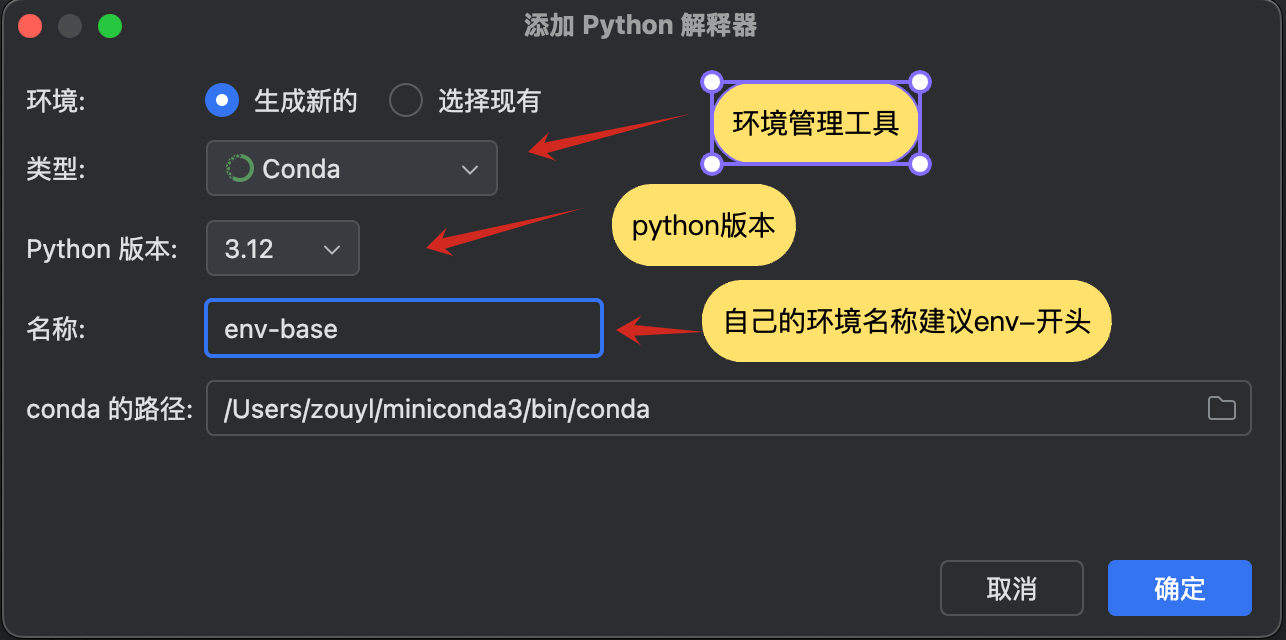 添加 Python 解释器
环境: 生成新的 选择现有
环境管理工具
类型: Conda
python版本
Python 版本: 3.12
自己的环境名称建议env-开头
名称: env-base
conda 的路径: /Users/zouyl/miniconda3/bin/conda
取消 确定